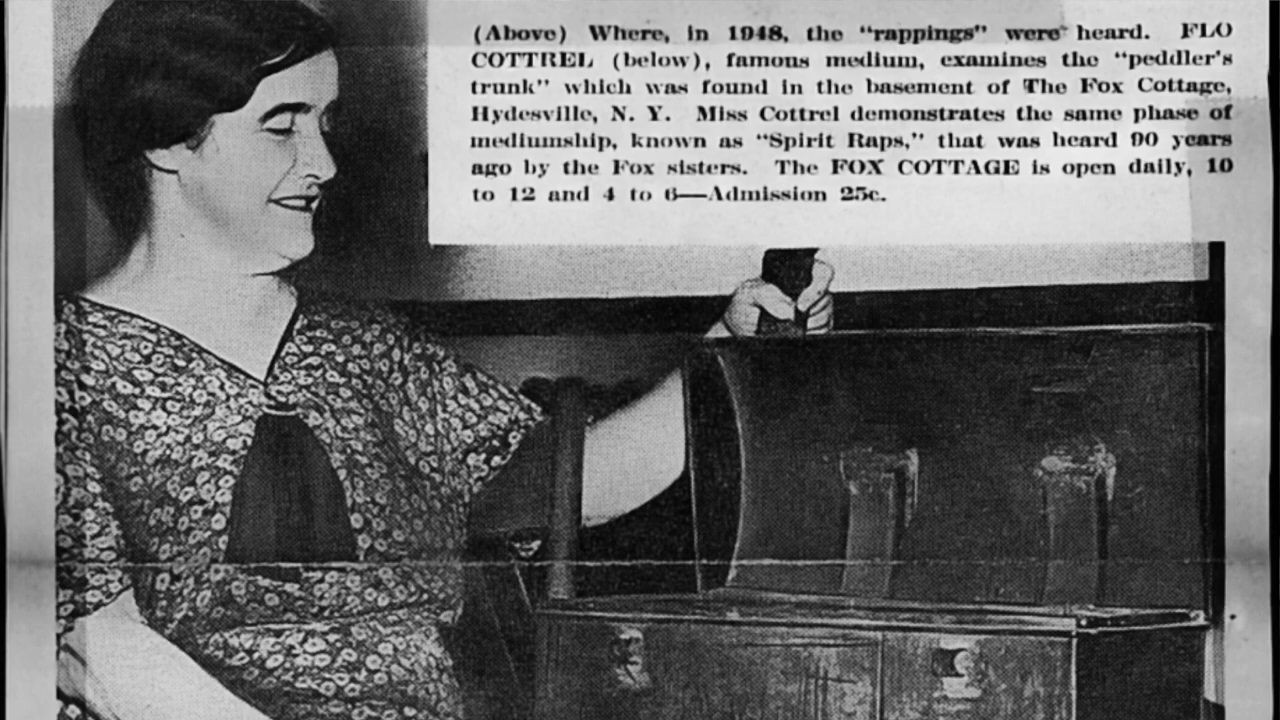 (Above) Where, in 1948, the “rappings” were heard. FLO
COTTREL (below), famous medium, examines the “peddler’s
trunk” which was found in the basement of The Fox Cottage,
Hydesville, N. Y. Miss Cottrel demonstrates the same phase of
mediumship, known as “Spirit Raps,” that was heard 90 years
ago by the Fox sisters. The FOX COTTAGE is open daily, 10
to 12 and 4 to 6—Admission 25c.